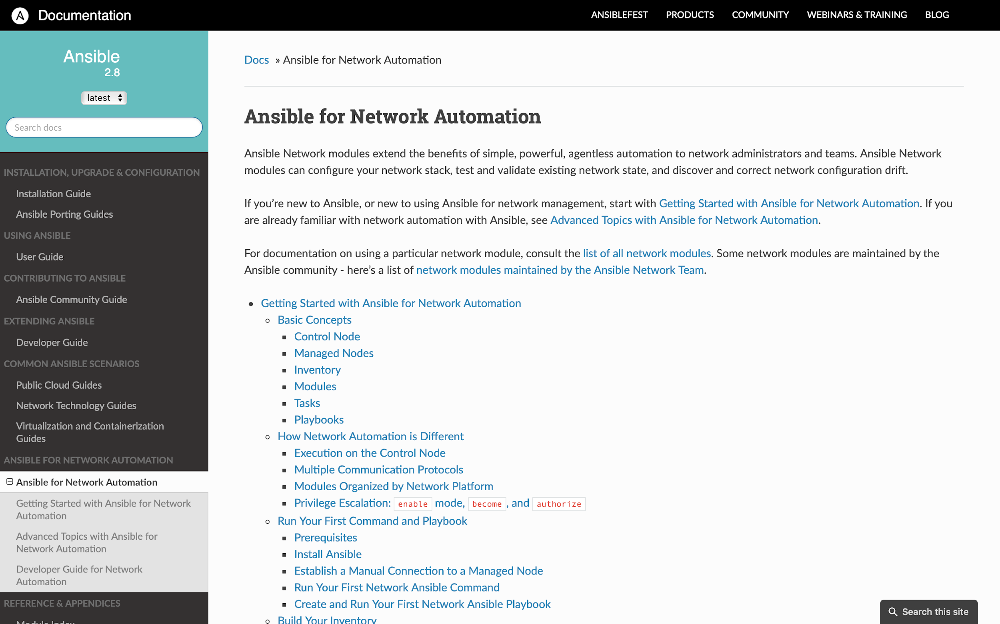 Documentation
ANSIBLEFEST PRODUCTS COMMUNITY WEBINARS & TRAINING BLOG
Ansible
2.8
latest
Search docs
INSTALLATION, UPGRADE & CONFIGURATION
Installation Guide
Ansible Porting Guides
USING ANSIBLE
User Guide
CONTRIBUTING TO ANSIBLE
Ansible Community Guide
EXTENDING ANSIBLE
Developer Guide
COMMON ANSIBLE SCENARIOS
Public Cloud Guides
Network Technology Guides
Virtualization and Containerization
Guides
ANSIBLE FOR NETWORK AUTOMATION
Ansible for Network Automation
Getting Started with Ansible for Network
Automation
Advanced Topics with Ansible for
Network Automation
Developer Guide for Network
Automation
REFERENCE & APPENDICES
Module Index
Docs » Ansible for Network Automation
Ansible for Network Automation
Ansible Network modules extend the benefits of simple, powerful, agentless automation to network administrators and teams. Ansible Network
modules can configure your network stack, test and validate existing network state, and discover and correct network configuration drift.
If you’re new to Ansible, or new to using Ansible for network management, start with Getting Started with Ansible for Network Automation. If you
are already familiar with network automation with Ansible, see Advanced Topics with Ansible for Network Automation.
For documentation on using a particular network module, consult the list of all network modules. Some network modules are maintained by the
Ansible community - here’s a list of network modules maintained by the Ansible Network Team.
Getting Started with Ansible for Network Automation
Basic Concepts
Control Node
Managed Nodes
Inventory
Modules
Tasks
Playbooks
How Network Automation is Different
Execution on the Control Node
Multiple Communication Protocols
Modules Organized by Network Platform
Privilege Escalation: enable mode, become, and authorize
Run Your First Command and Playbook
Prerequisites
Install Ansible
Establish a Manual Connection to a Managed Node
Run Your First Network Ansible Command
Create and Run Your First Network Ansible Playbook
Build Your Inventory
Search this site